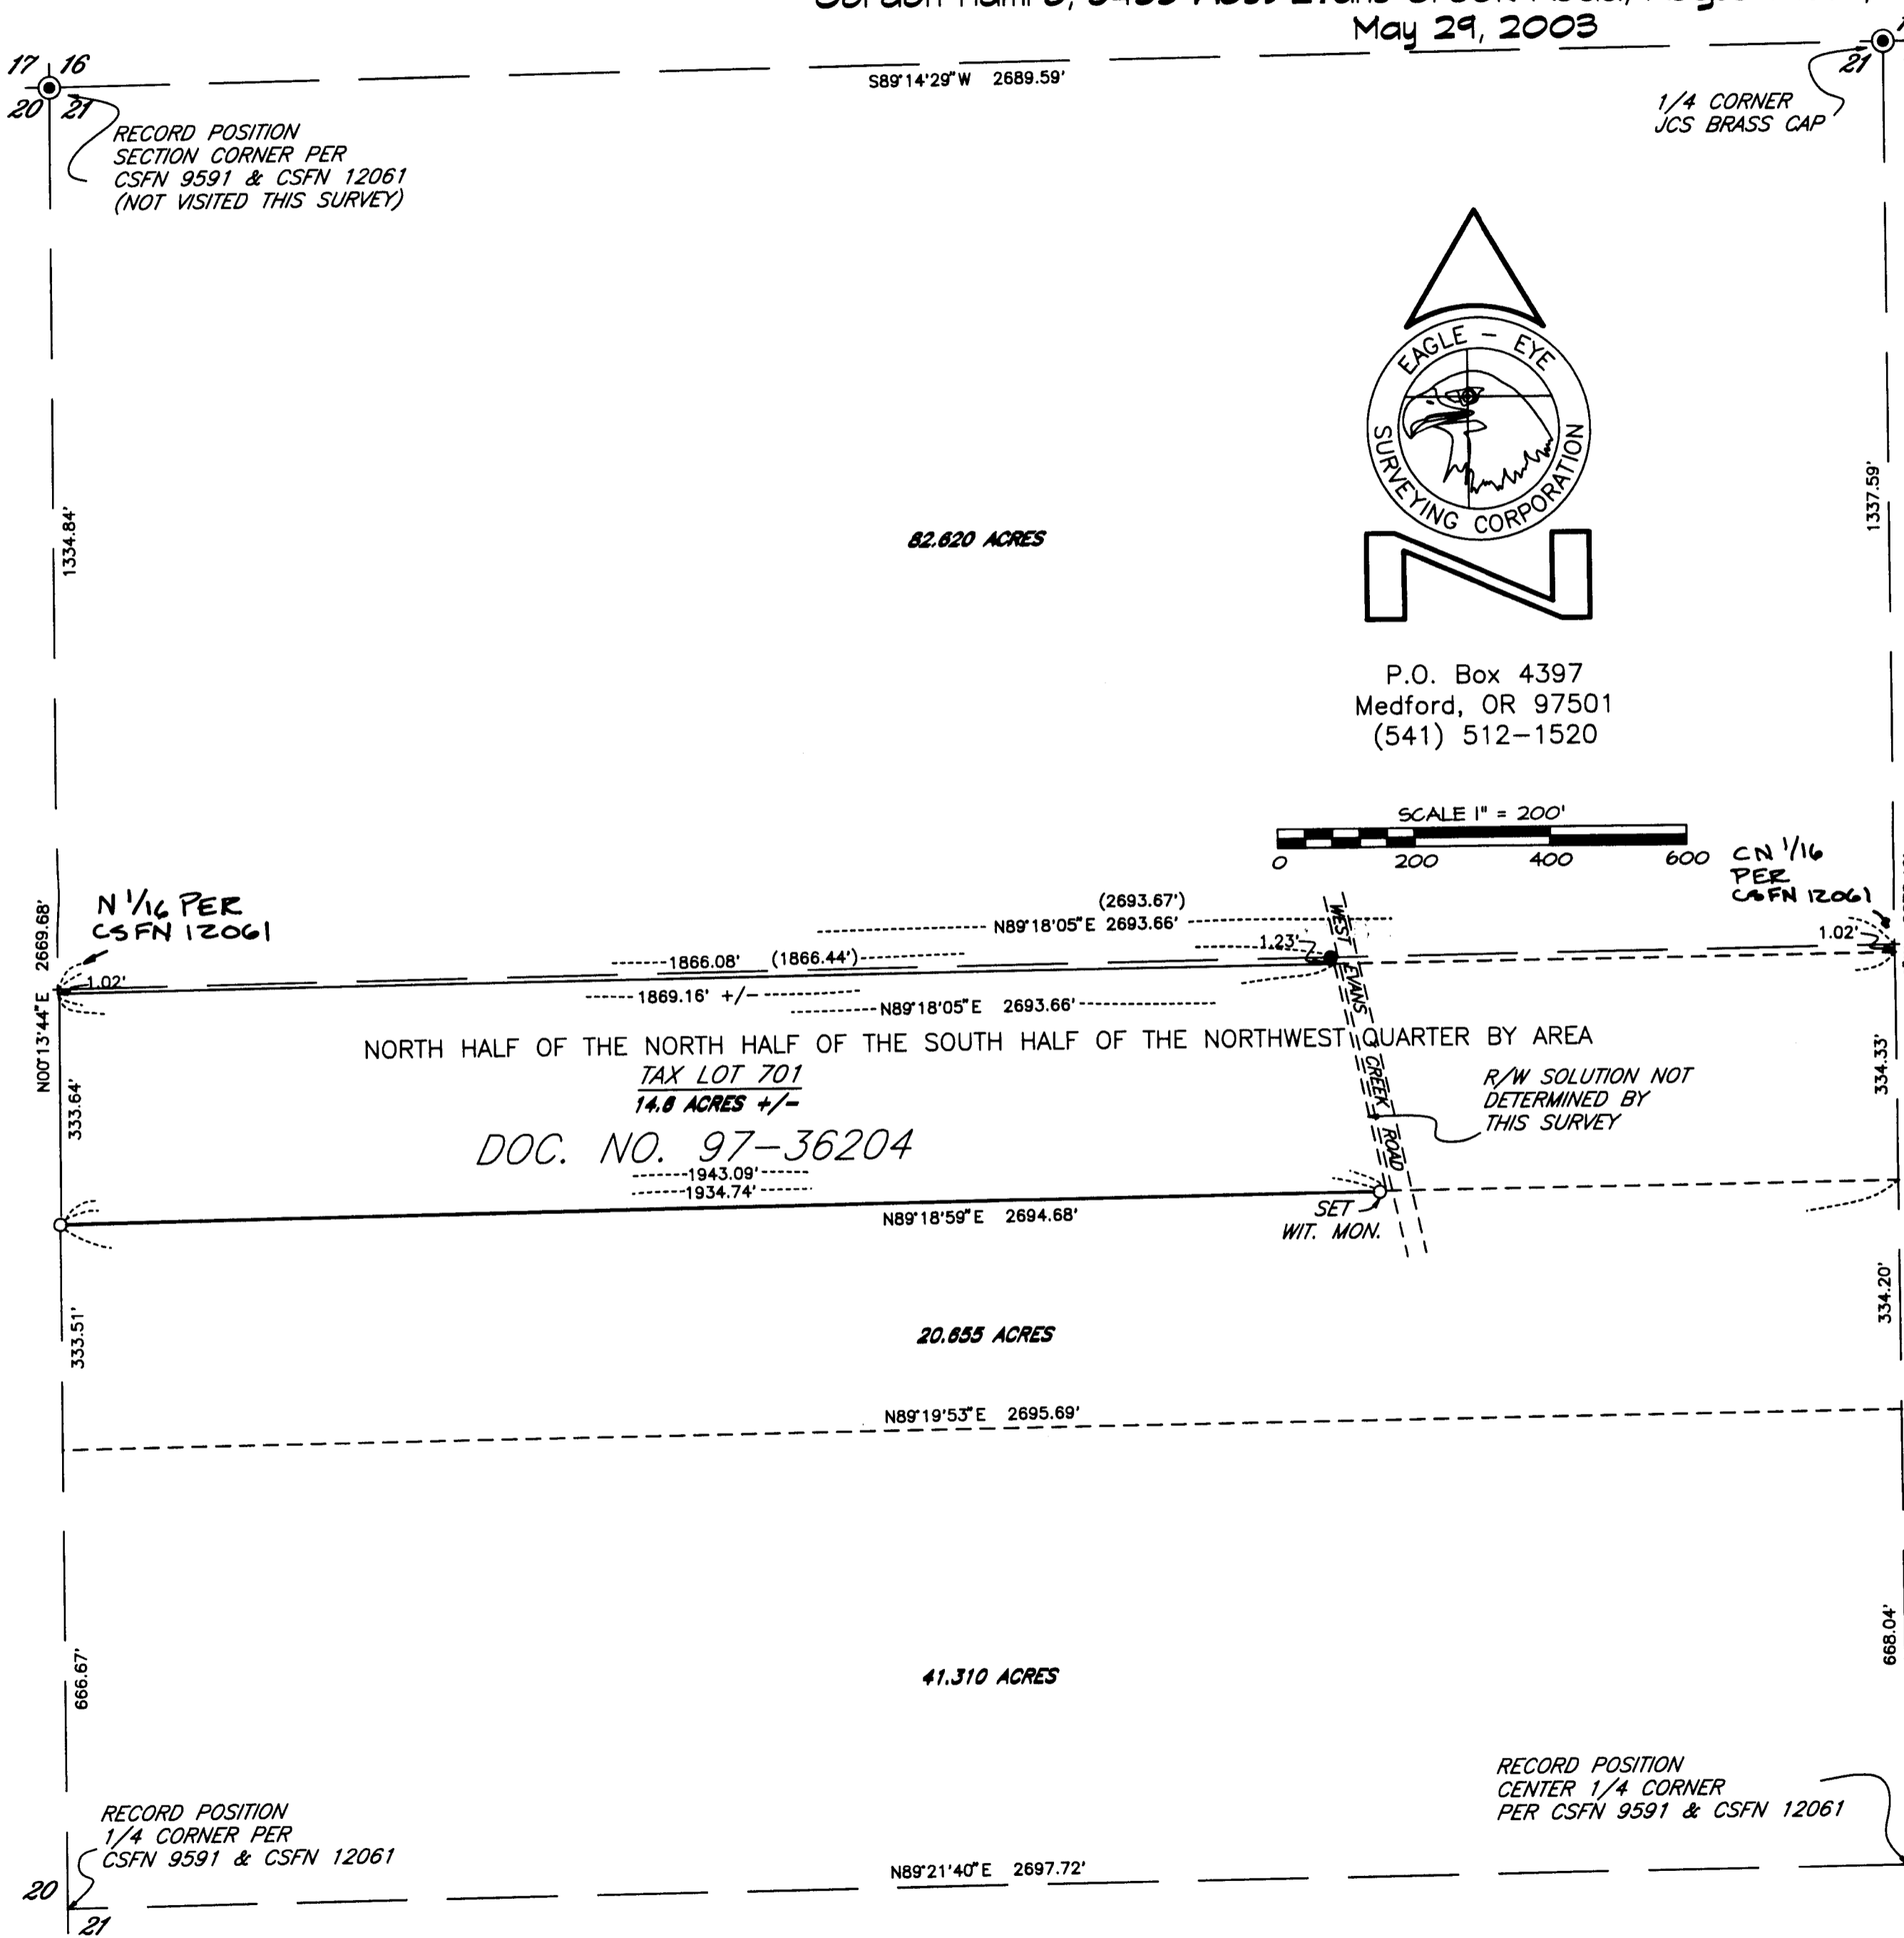 May 29, 2003
17 16
20 21
S89°14'29"W 2689.59'
21
RECORD POSITION
SECTION CORNER PER
CSFN 9591 & CSFN 12061
(NOT VISITED THIS SURVEY)
1/4 CORNER
JCS BRASS CAP
EAGLE - EYE
SURVEYING CORPORATION
N
1334.84'
1337.59'
82.620 ACRES
P.O. Box 4397
Medford, OR 97501
(541) 512-1520
SCALE 1" = 200'
0 200 400 600
CN 1/16
PER
CSFN 12061
N 1/16 PER
CSFN 12061
N00°13'44"E 2669.68'
(2693.67')
N89°18'05"E 2693.66'
1866.08' (1866.44')
1.23'
1.02'
1.02'
1869.16' +/-
N89°18'05"E 2693.66'
WEST EVANS CREEK ROAD
NORTH HALF OF THE NORTH HALF OF THE SOUTH HALF OF THE NORTHWEST QUARTER BY AREA
TAX LOT 701
14.8 ACRES +/-
DOC. NO. 97-36204
R/W SOLUTION NOT
DETERMINED BY
THIS SURVEY
333.64'
334.33'
1943.09'
1934.74'
N89°18'59"E 2694.68'
SET
WIT. MON.
333.51'
334.20'
20.655 ACRES
N89°19'53"E 2695.69'
666.67'
668.04'
41.310 ACRES
RECORD POSITION
CENTER 1/4 CORNER
PER CSFN 9591 & CSFN 12061
RECORD POSITION
1/4 CORNER PER
CSFN 9591 & CSFN 12061
N89°21'40"E 2697.72'
20
21